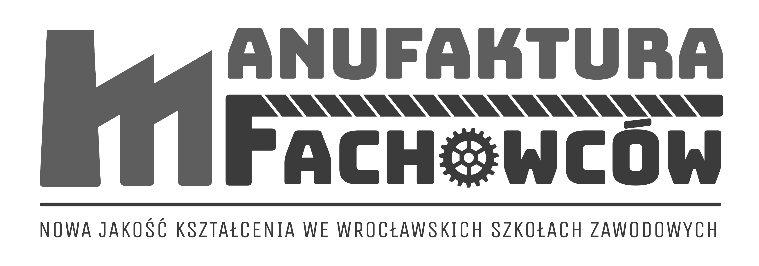 MANUFAKTURA
FACHOWCÓW
NOWA JAKOŚĆ KSZTAŁCENIA WE WROCŁAWSKICH SZKOŁACH ZAWODOWYCH